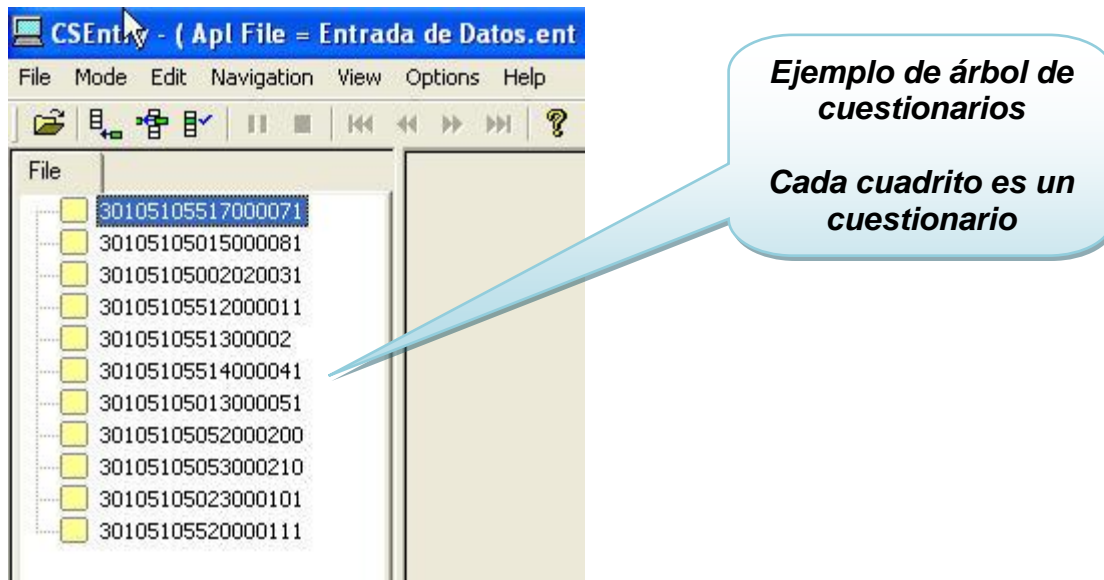 CSEntry - ( Apl File = Entrada de Datos.ent
File Mode Edit Navigation View Options Help
File
30105105517000071
30105105015000081
30105105002020031
30105105512000011
3010510551300002
30105105514000041
30105105013000051
30105105052000200
30105105053000210
30105105023000101
30105105520000111
Ejemplo de árbol de
cuestionarios
Cada cuadrito es un
cuestionario